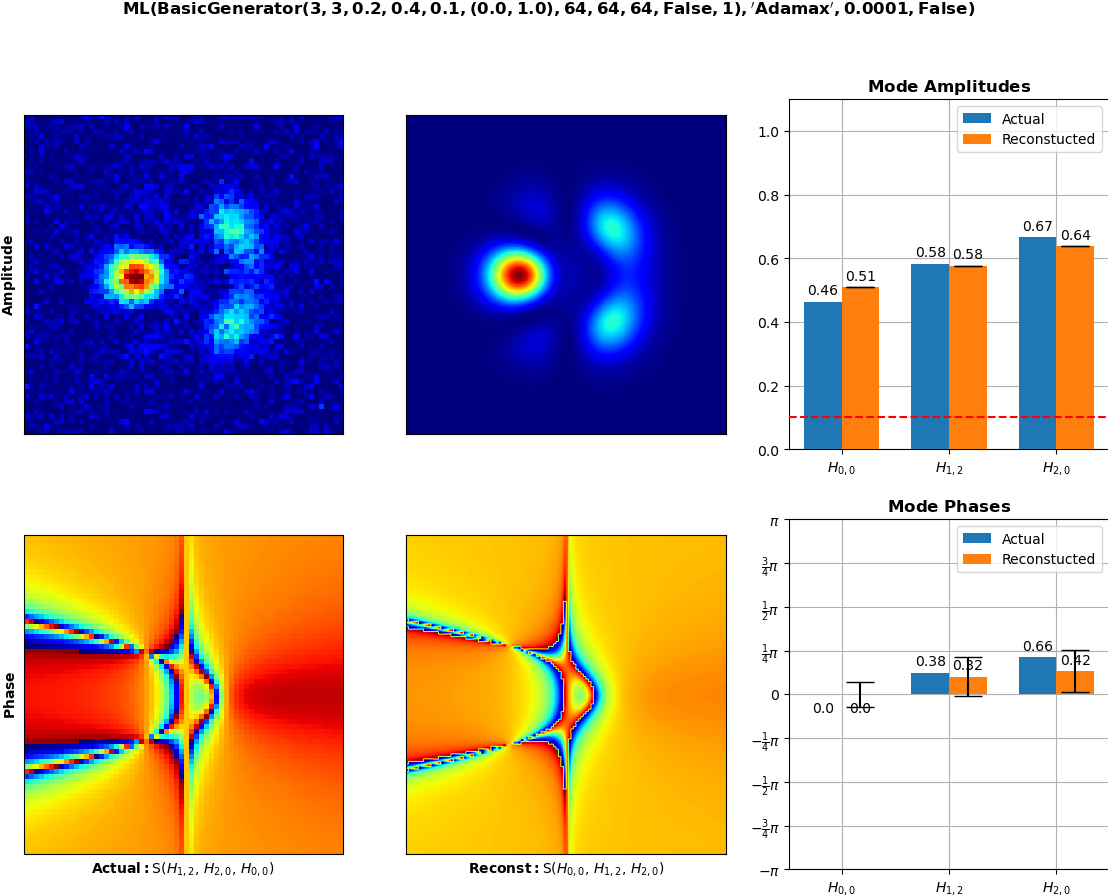 ML(BasicGenerator(3, 3, 0.2, 0.4, 0.1, (0.0, 1.0), 64, 64, 64, False, 1), ′Adamax′, 0.0001, False)
Mode Amplitudes
Actual
Reconstucted
1.0
0.8
0.6
0.4
0.2
0.0
0.46
0.51
0.58
0.58
0.67
0.64
H0,0
H1,2
H2,0
Amplitude
Mode Phases
Actual
Reconstucted
π
3/4π
1/2π
1/4π
0
−1/4π
−1/2π
−3/4π
−π
0.0
0.0
0.38
0.32
0.66
0.42
H0,0
H1,2
H2,0
Phase
Actual: S(H1,2, H2,0, H0,0)
Reconst: S(H0,0, H1,2, H2,0)